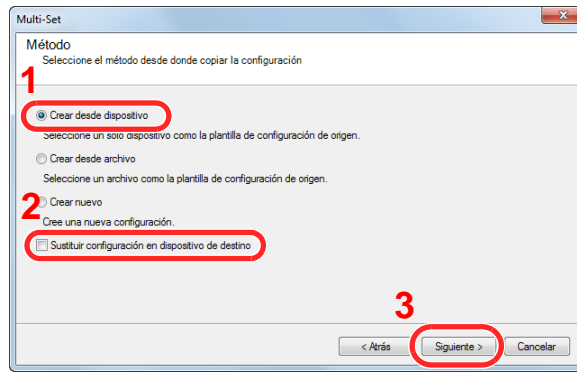 Multi-Set
Método
Seleccione el método desde donde copiar la configuración
1
Crear desde dispositivo
Seleccione un solo dispositivo como la plantilla de configuración de origen.
Crear desde archivo
Seleccione un archivo como la plantilla de configuración de origen.
2
Crear nuevo
Cree una nueva configuración.
Sustituir configuración en dispositivo de destino
3
< Atrás Siguiente > Cancelar